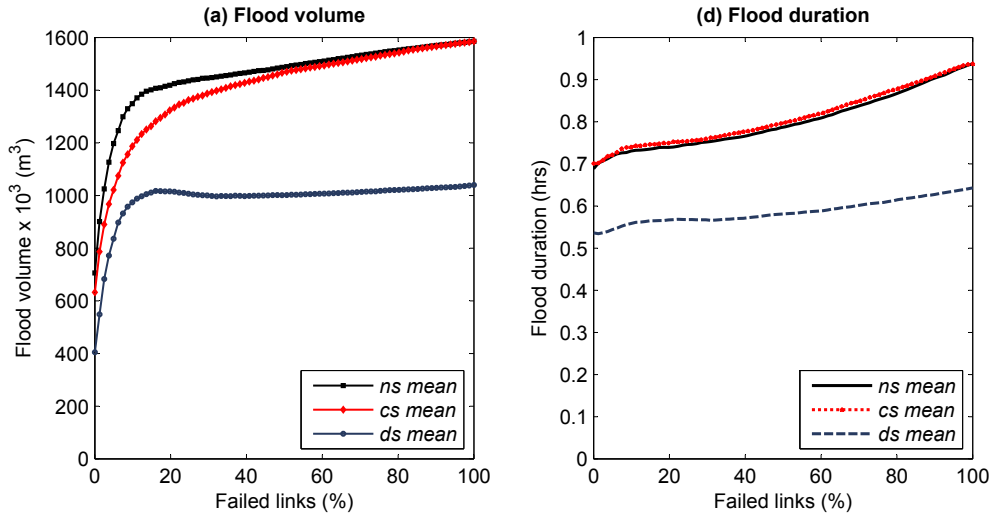 (a) Flood volume
Flood volume x 10³ (m³)
1600
1400
1200
1000
800
600
400
200
0
0 20 40 60 80 100
Failed links (%)
ns mean
cs mean
ds mean
(d) Flood duration
Flood duration (hrs)
1
0.9
0.8
0.7
0.6
0.5
0.4
0.3
0.2
0.1
0
0 20 40 60 80 100
Failed links (%)
ns mean
cs mean
ds mean